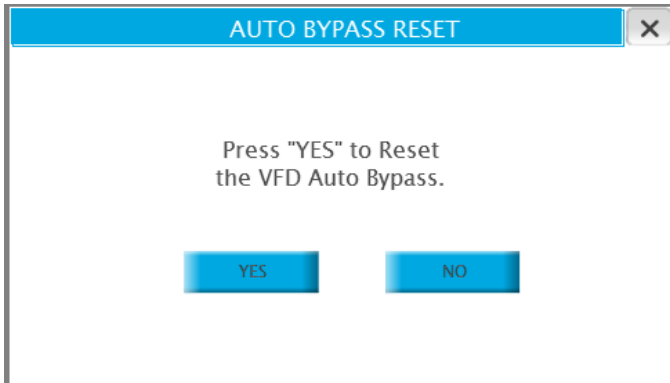 AUTO BYPASS RESET
Press "YES" to Reset
the VFD Auto Bypass.
YES
NO